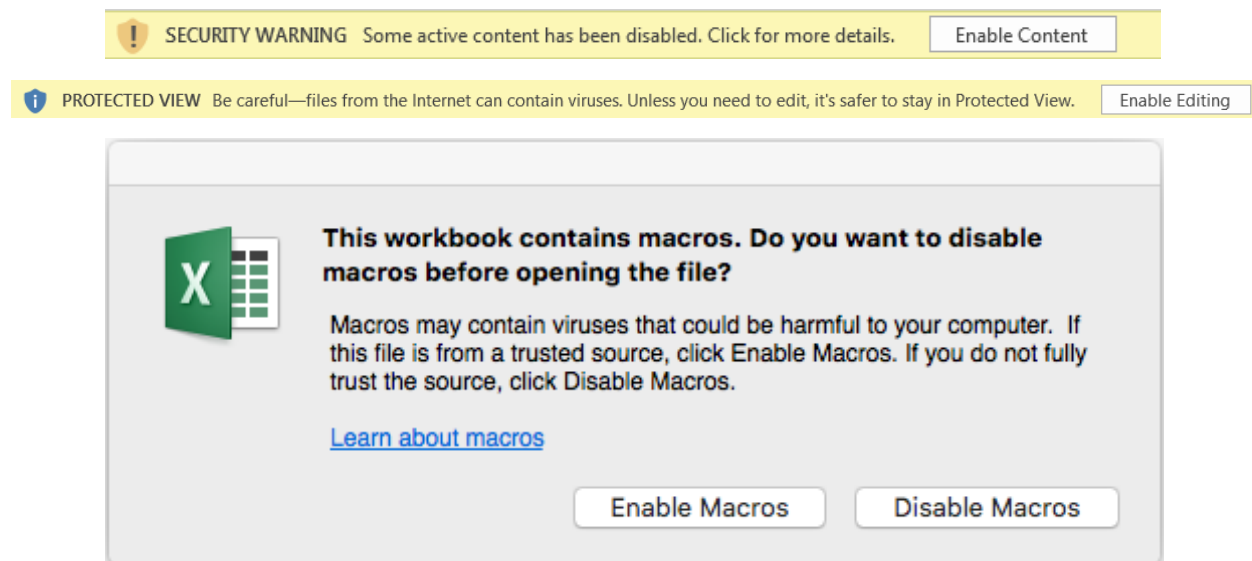 SECURITY WARNING Some active content has been disabled. Click for more details. Enable Content
PROTECTED VIEW Be careful—files from the Internet can contain viruses. Unless you need to edit, it's safer to stay in Protected View. Enable Editing
This workbook contains macros. Do you want to disable
macros before opening the file?
Macros may contain viruses that could be harmful to your computer. If
this file is from a trusted source, click Enable Macros. If you do not fully
trust the source, click Disable Macros.
Learn about macros
Enable Macros Disable Macros